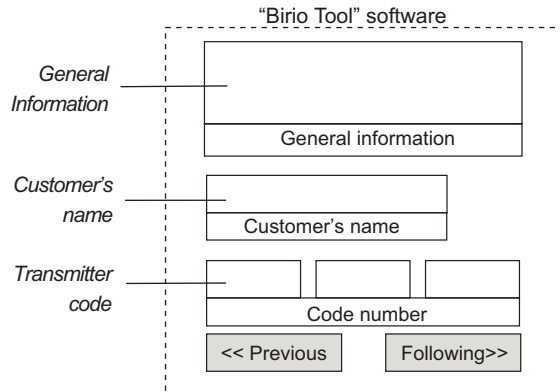 “Birio Tool” software
General
Information
General information
Customer’s
name
Customer’s name
Transmitter
code
Code number
<< Previous
Following>>